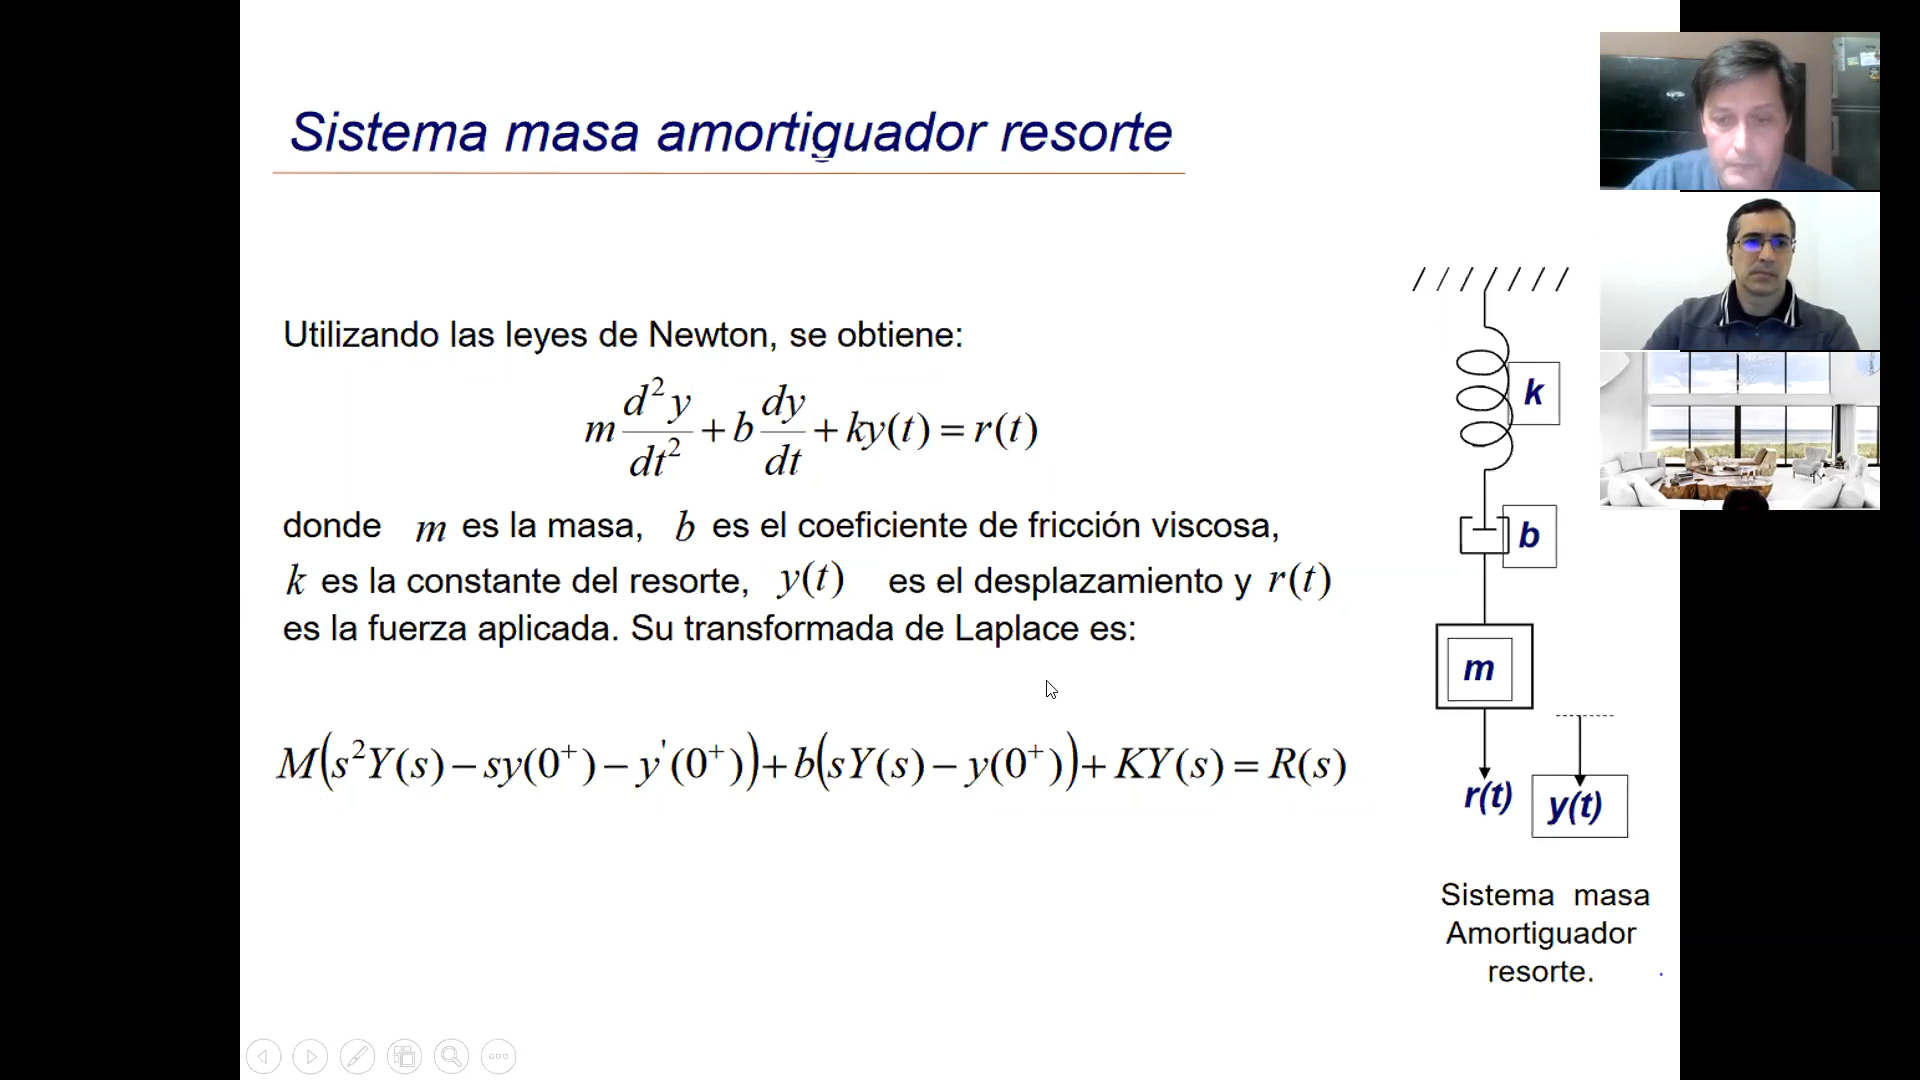 Sistema masa amortiguador resorte
Utilizando las leyes de Newton, se obtiene:
m d²y/dt² + b dy/dt + ky(t) = r(t)
donde m es la masa, b es el coeficiente de fricción viscosa,
k es la constante del resorte, y(t) es el desplazamiento y r(t)
es la fuerza aplicada. Su transformada de Laplace es:
M(s²Y(s) − sy(0⁺) − y'(0⁺)) + b(sY(s) − y(0⁺)) + KY(s) = R(s)
k
b
m
r(t)
y(t)
Sistema masa
Amortiguador
resorte.